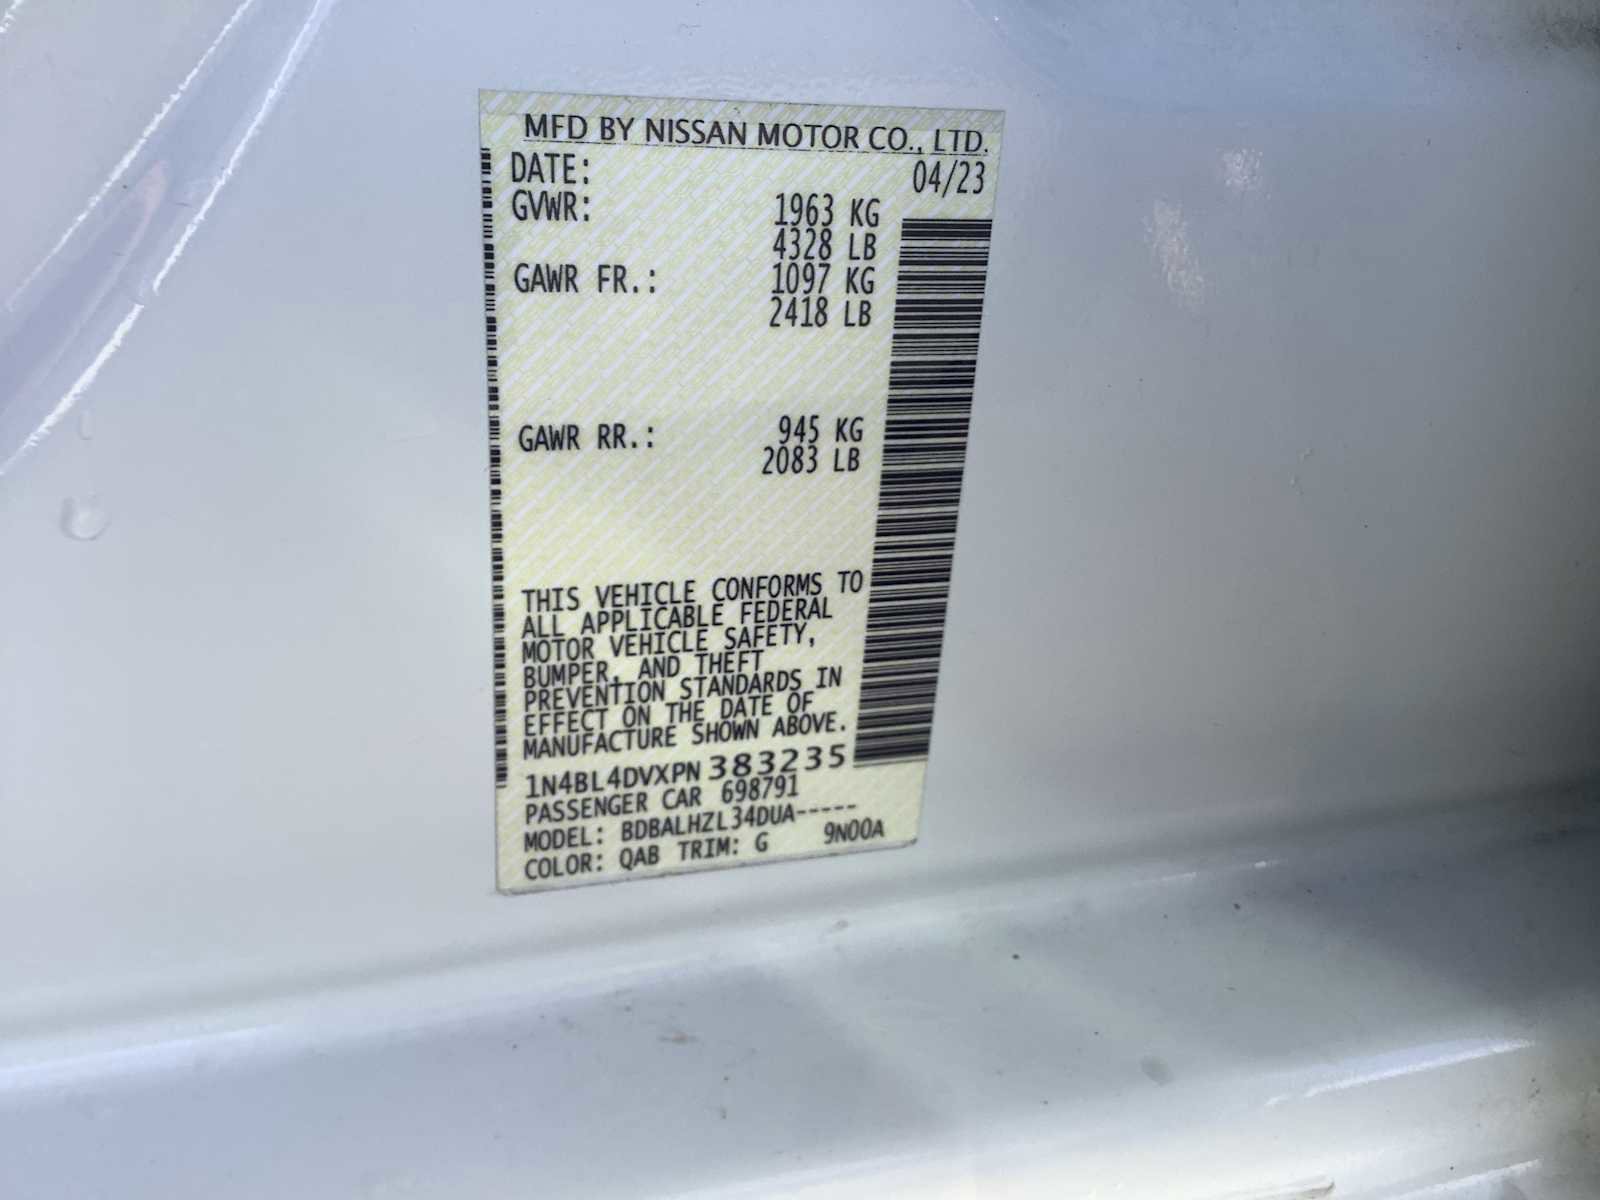 MFD BY NISSAN MOTOR CO., LTD.
DATE: 04/23
GVWR: 1963 KG
4328 LB
GAWR FR.: 1097 KG
2418 LB
GAWR RR.: 945 KG
2083 LB
THIS VEHICLE CONFORMS TO
ALL APPLICABLE FEDERAL
MOTOR VEHICLE SAFETY,
BUMPER, AND THEFT
PREVENTION STANDARDS IN
EFFECT ON THE DATE OF
MANUFACTURE SHOWN ABOVE.
1N4BL4DVXPN383235
PASSENGER CAR 698791
MODEL: BDBALHZL34DUA-----
COLOR: QAB TRIM: G 9N00A